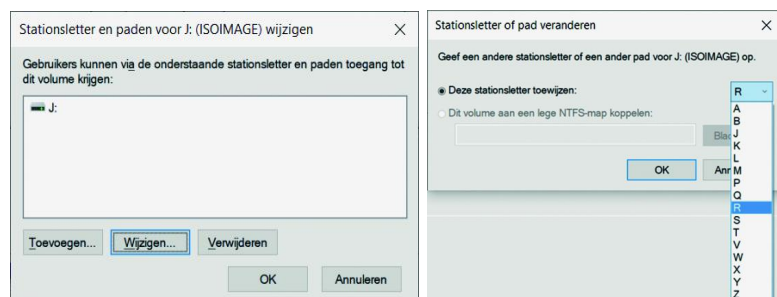 Stationsletter en paden voor J: (ISOIMAGE) wijzigen
Gebruikers kunnen via de onderstaande stationsletter en paden toegang tot
dit volume krijgen:
J:
Toevoegen...
Wijzigen...
Verwijderen
OK
Annuleren
Stationsletter of pad veranderen
Geef een andere stationsletter of een ander pad voor J: (ISOIMAGE) op.
Deze stationsletter toewijzen:
R
Dit volume aan een lege NTFS-map koppelen:
Bla
OK
Ann
A
B
J
K
L
M
P
Q
R
S
T
V
W
X
Y
Z